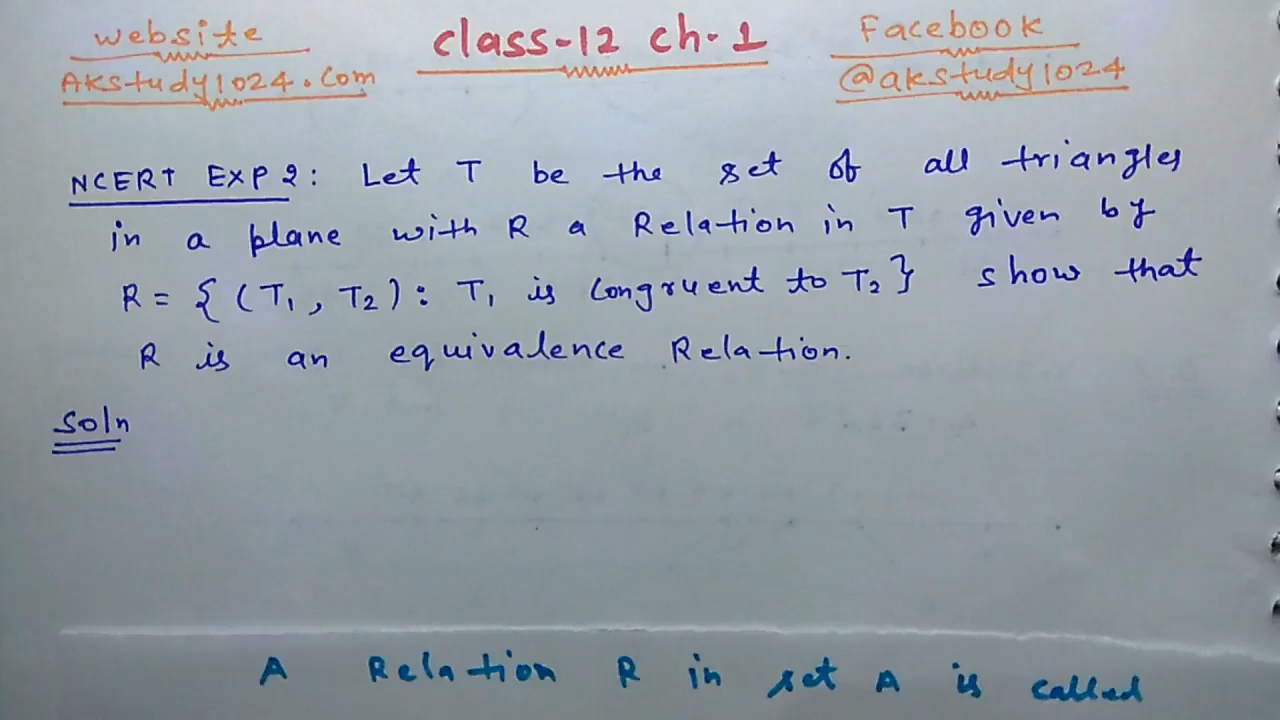 website
AKstudy1024.Com
class-12 ch-1
Facebook
@akstudy1024
NCERT EXP 2: Let T be the set of all triangles
in a plane with R a Relation in T given by
R = { (T₁, T₂): T₁ is congruent to T₂} show that
R is an equivalence Relation.
Soln
A Relation R in set A is called